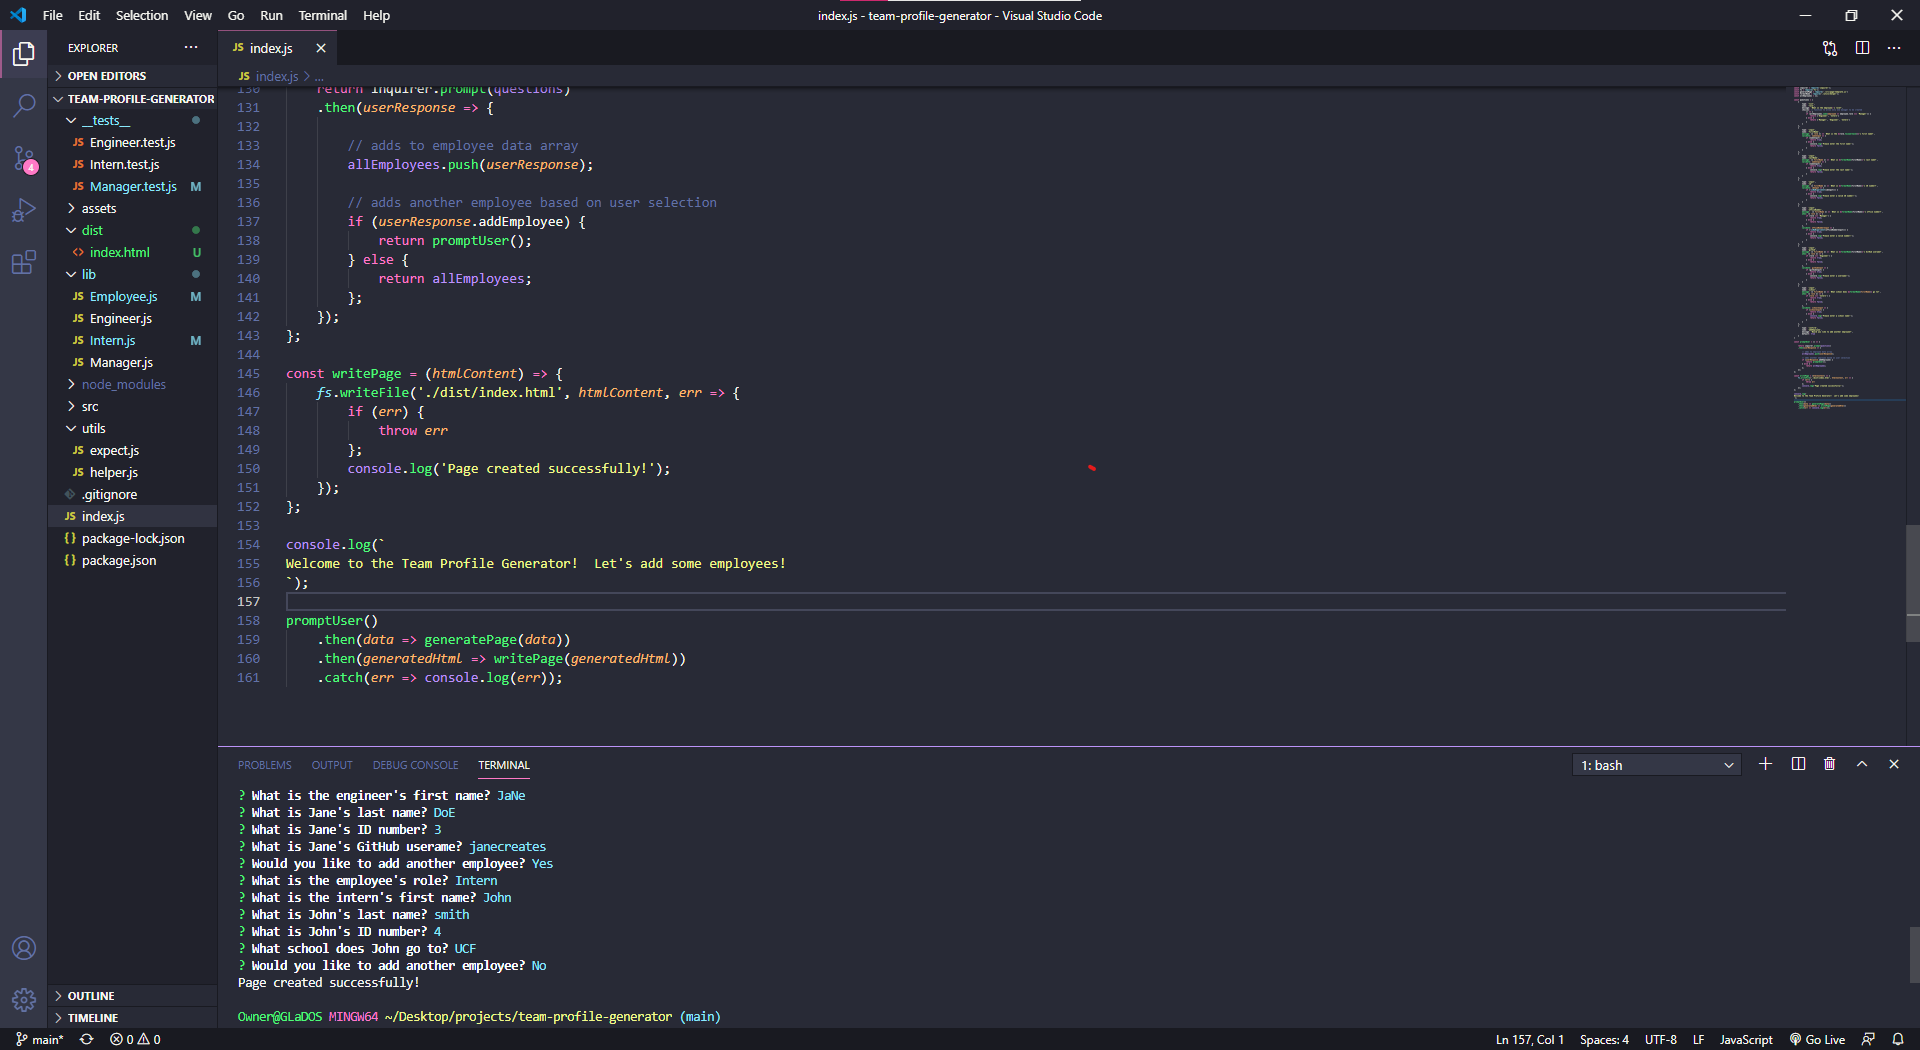 File Edit Selection View Go Run Terminal Help
index.js - team-profile-generator - Visual Studio Code
EXPLORER
OPEN EDITORS
TEAM-PROFILE-GENERATOR
__tests__
JS Engineer.test.js
JS Intern.test.js
JS Manager.test.js M
assets
dist
<> index.html U
lib
JS Employee.js M
JS Engineer.js
JS Intern.js M
JS Manager.js
node_modules
src
utils
JS expect.js
JS helper.js
.gitignore
JS index.js
{} package-lock.json
{} package.json
OUTLINE
TIMELINE
4
JS index.js
JS index.js > ...
130 return inquirer.prompt(questions)
131 .then(userResponse => {
132
133 // adds to employee data array
134 allEmployees.push(userResponse);
135
136 // adds another employee based on user selection
137 if (userResponse.addEmployee) {
138 return promptUser();
139 } else {
140 return allEmployees;
141 };
142 });
143 };
144
145 const writePage = (htmlContent) => {
146 fs.writeFile('./dist/index.html', htmlContent, err => {
147 if (err) {
148 throw err
149 };
150 console.log('Page created successfully!');
151 });
152 };
153
154 console.log(`
155 Welcome to the Team Profile Generator!  Let's add some employees!
156 `);
157
158 promptUser()
159 .then(data => generatePage(data))
160 .then(generatedHtml => writePage(generatedHtml))
161 .catch(err => console.log(err));
PROBLEMS OUTPUT DEBUG CONSOLE TERMINAL
1: bash
? What is the engineer's first name? JaNe
? What is Jane's last name? DoE
? What is Jane's ID number? 3
? What is Jane's GitHub userame? janecreates
? Would you like to add another employee? Yes
? What is the employee's role? Intern
? What is the intern's first name? John
? What is John's last name? smith
? What is John's ID number? 4
? What school does John go to? UCF
? Would you like to add another employee? No
Page created successfully!
Owner@GLaDOS MINGW64 ~/Desktop/projects/team-profile-generator (main)
main* 0 0
Ln 157, Col 1 Spaces: 4 UTF-8 LF JavaScript Go Live